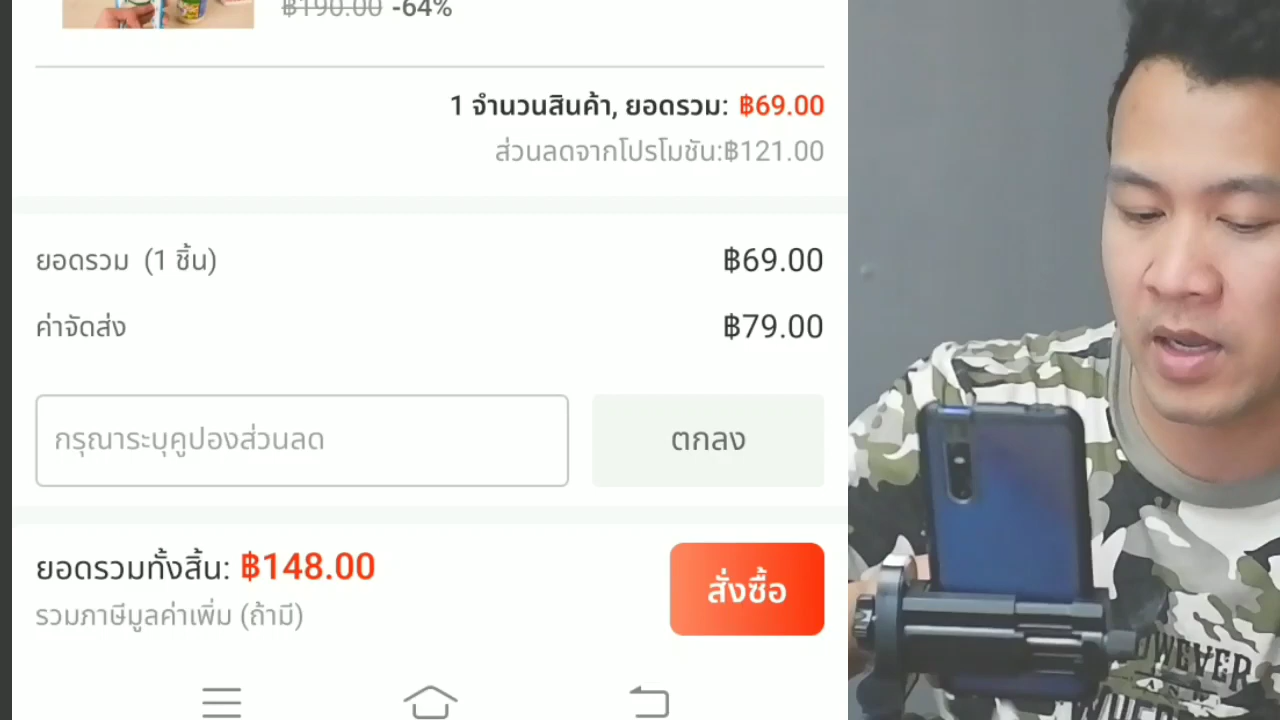 ฿190.00 -64%
1 จำนวนสินค้า, ยอดรวม: ฿69.00
ส่วนลดจากโปรโมชัน:฿121.00
ยอดรวม (1 ชิ้น) ฿69.00
ค่าจัดส่ง ฿79.00
กรุณาระบุคูปองส่วนลด ตกลง
ยอดรวมทั้งสิ้น: ฿148.00
รวมภาษีมูลค่าเพิ่ม (ถ้ามี)
สั่งซื้อ
OWEVER
AND